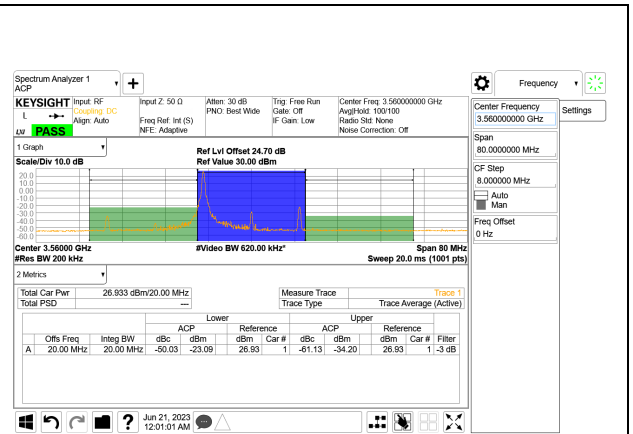 Spectrum Analyzer 1
ACP
Frequency
KEYSIGHT
L
LXI
PASS
Input: RF
Coupling: DC
Align: Auto
Input Z: 50 Ω
Freq Ref: Int (S)
NFE: Adaptive
Atten: 30 dB
PNO: Best Wide
Trig: Free Run
Gate: Off
IF Gain: Low
Center Freq: 3.560000000 GHz
Avg|Hold: 100/100
Radio Std: None
Noise Correction: Off
Center Frequency
3.560000000 GHz
Settings
Span
80.0000000 MHz
CF Step
8.000000 MHz
Auto
Man
Freq Offset
0 Hz
1 Graph
Scale/Div 10.0 dB
Ref Lvl Offset 24.70 dB
Ref Value 30.00 dBm
20.0
10.0
0.00
-10.0
-20.0
-30.0
-40.0
-50.0
-60.0
Center 3.56000 GHz
#Video BW 620.00 kHz*
Span 80 MHz
#Res BW 200 kHz
Sweep 20.0 ms (1001 pts)
2 Metrics
Total Car Pwr 26.933 dBm/20.00 MHz
Total PSD ---
Measure Trace Trace 1
Trace Type Trace Average (Active)
Lower Upper
ACP Reference ACP Reference
Offs Freq Integ BW dBc dBm dBm Car # dBc dBm dBm Car # Filter
A 20.00 MHz 20.00 MHz -50.03 -23.09 26.93 1 -61.13 -34.20 26.93 1 -3 dB
?
Jun 21, 2023
12:01:01 AM